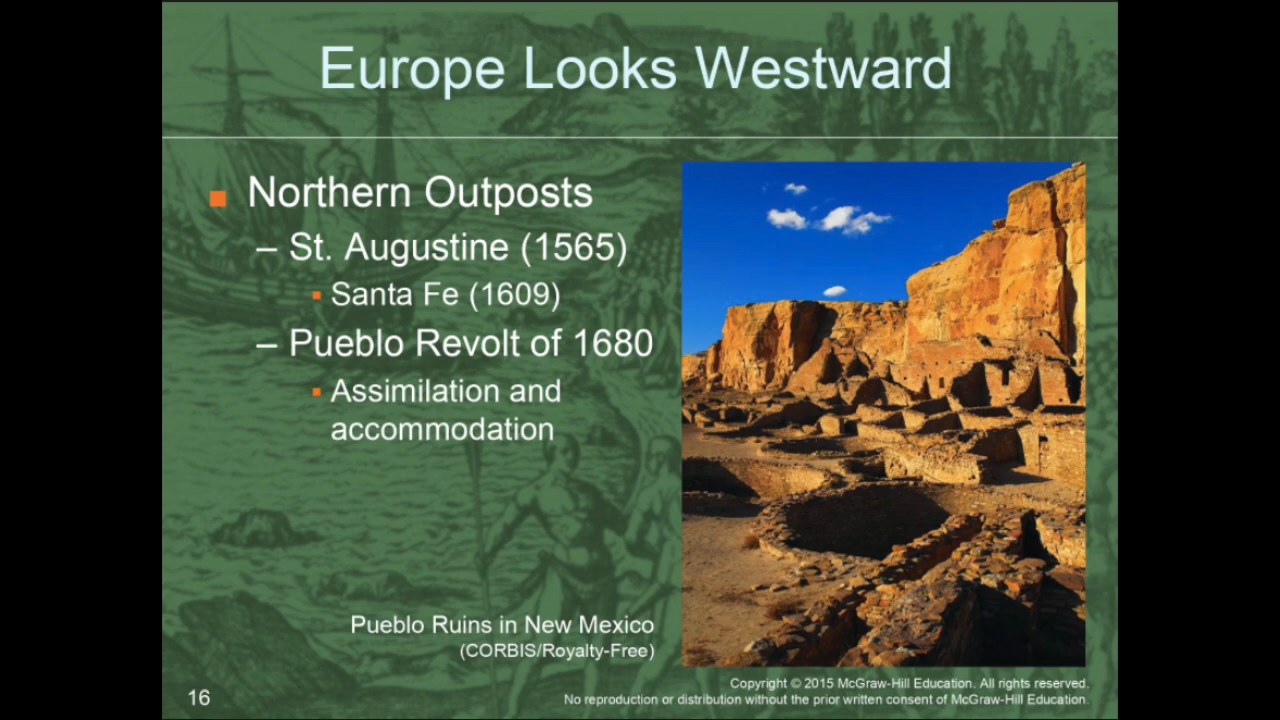 Europe Looks Westward
Northern Outposts
– St. Augustine (1565)
Santa Fe (1609)
– Pueblo Revolt of 1680
Assimilation and
accommodation
Pueblo Ruins in New Mexico
(CORBIS/Royalty-Free)
16
Copyright © 2015 McGraw-Hill Education. All rights reserved.
No reproduction or distribution without the prior written consent of McGraw-Hill Education.